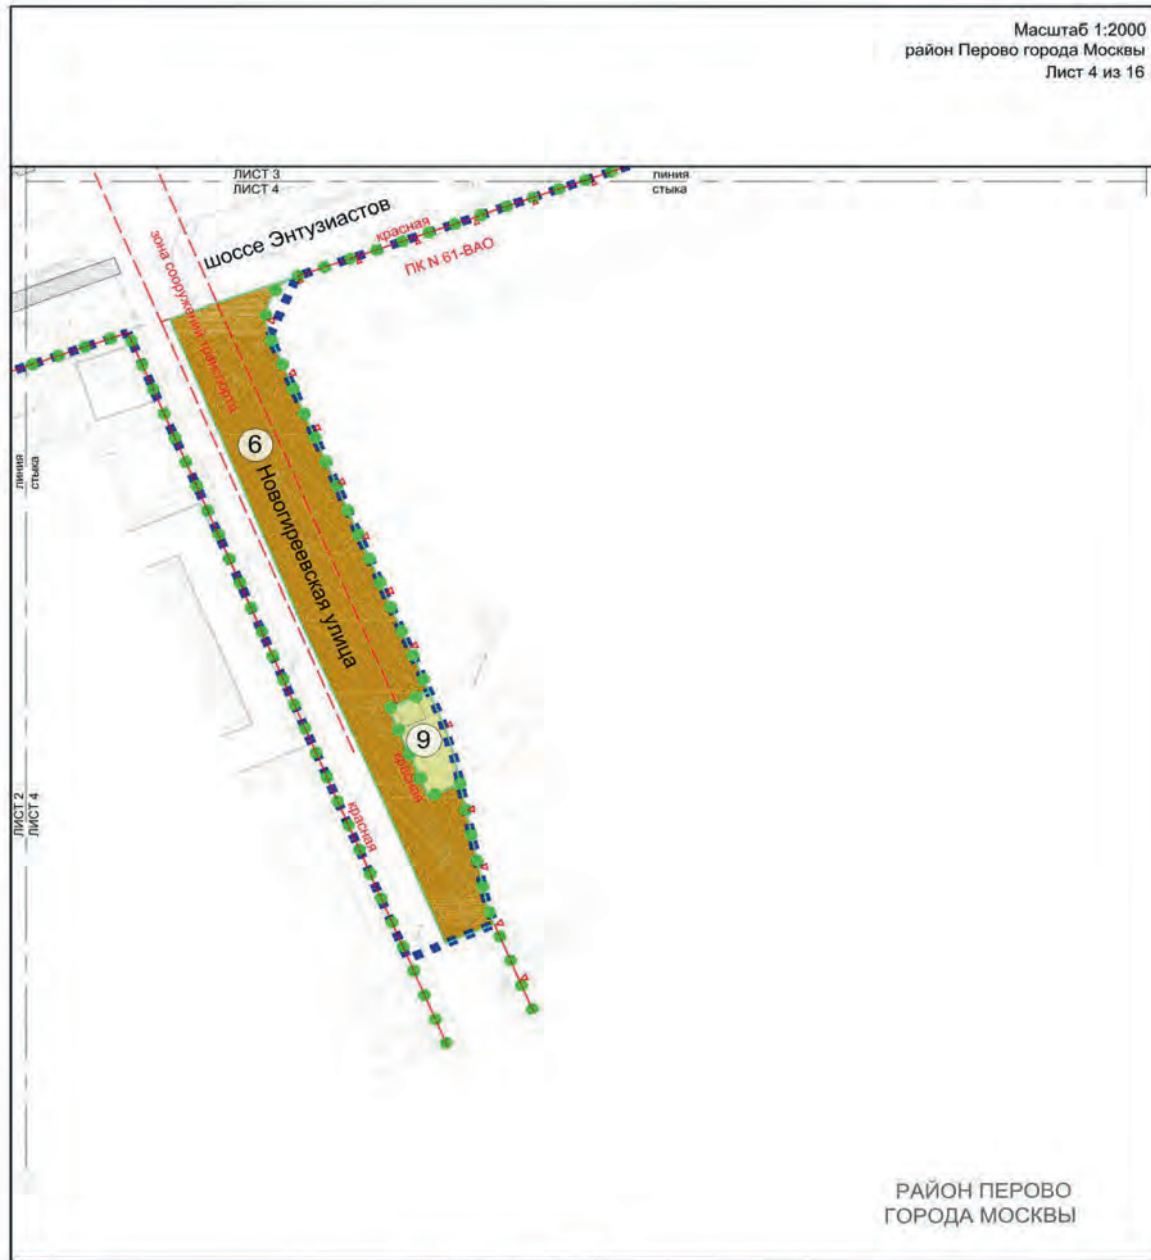 Масштаб 1:2000
район Перово города Москвы
Лист 4 из 16
ЛИСТ 3
ЛИСТ 4
линия
стыка
шоссе Энтузиастов
красная
ПК N 61-ВАО
зона сооружений транспорта
6
Новогиреевская улица
линия
стыка
9
красная
красная
ЛИСТ 2
ЛИСТ 4
РАЙОН ПЕРОВО
ГОРОДА МОСКВЫ